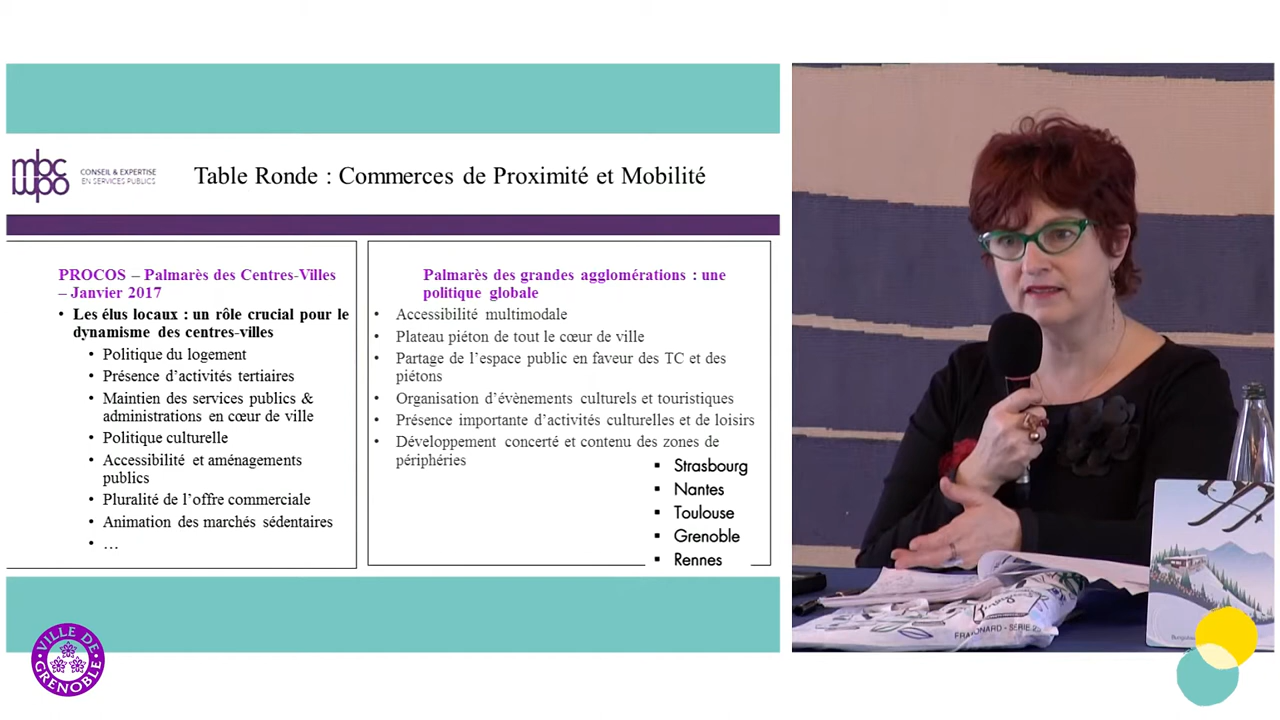 mbc
CONSEIL & EXPERTISE
EN SERVICES PUBLICS
Table Ronde : Commerces de Proximité et Mobilité
PROCOS – Palmarès des Centres-Villes
– Janvier 2017
• Les élus locaux : un rôle crucial pour le
dynamisme des centres-villes
• Politique du logement
• Présence d’activités tertiaires
• Maintien des services publics &
administrations en cœur de ville
• Politique culturelle
• Accessibilité et aménagements
publics
• Pluralité de l’offre commerciale
• Animation des marchés sédentaires
• …
Palmarès des grandes agglomérations : une
politique globale
• Accessibilité multimodale
• Plateau piéton de tout le cœur de ville
• Partage de l’espace public en faveur des TC et des
piétons
• Organisation d’évènements culturels et touristiques
• Présence importante d’activités culturelles et de loisirs
• Développement concerté et contenu des zones de
périphéries
▪ Strasbourg
▪ Nantes
▪ Toulouse
▪ Grenoble
▪ Rennes
VILLE DE
GRENOBLE